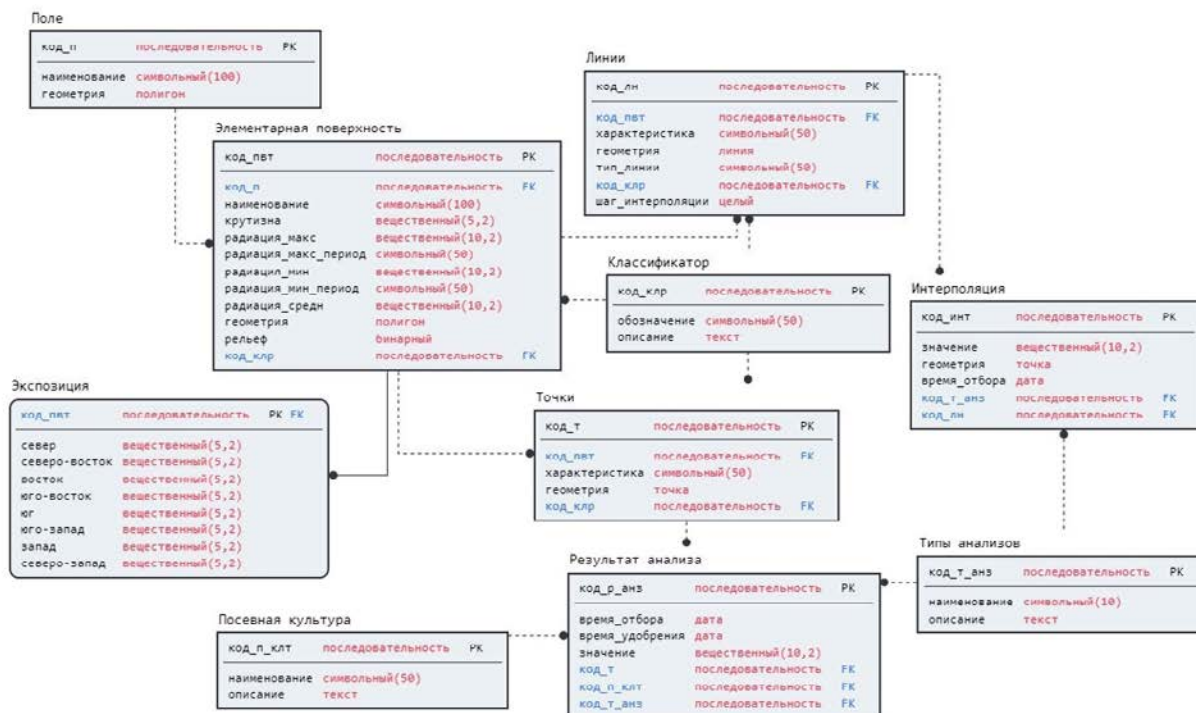 Поле
код_п последовательность PK
наименование символьный(100)
геометрия полигон
Линии
код_лн последовательность PK
код_пвт последовательность FK
характеристика символьный(50)
геометрия линия
тип_линии символьный(50)
код_клр последовательность FK
шаг_интерполяции целый
Элементарная поверхность
код_пвт последовательность PK
код_п последовательность FK
наименование символьный(100)
крутизна вещественный(5,2)
радиация_макс вещественный(10,2)
радиация_макс_период символьный(50)
радиация_мин вещественный(10,2)
радиация_мин_период символьный(50)
радиация_средн вещественный(10,2)
геометрия полигон
рельеф бинарный
код_клр последовательность FK
Классификатор
код_клр последовательность PK
обозначение символьный(50)
описание текст
Интерполяция
код_инт последовательность PK
значение вещественный(10,2)
геометрия точка
время_отбора дата
код_т_анз последовательность FK
код_лн последовательность FK
Экспозиция
код_пвт последовательность PK FK
север вещественный(5,2)
северо-восток вещественный(5,2)
восток вещественный(5,2)
юго-восток вещественный(5,2)
юг вещественный(5,2)
юго-запад вещественный(5,2)
запад вещественный(5,2)
северо-запад вещественный(5,2)
Точки
код_т последовательность PK
код_пвт последовательность FK
характеристика символьный(50)
геометрия точка
код_клр последовательность FK
Типы анализов
код_т_анз последовательность PK
наименование символьный(10)
описание текст
Результат анализа
код_р_анз последовательность PK
время_отбора дата
время_удобрения дата
значение вещественный(10,2)
код_т последовательность FK
код_п_клт последовательность FK
код_т_анз последовательность FK
Посевная культура
код_п_клт последовательность PK
наименование символьный(50)
описание текст